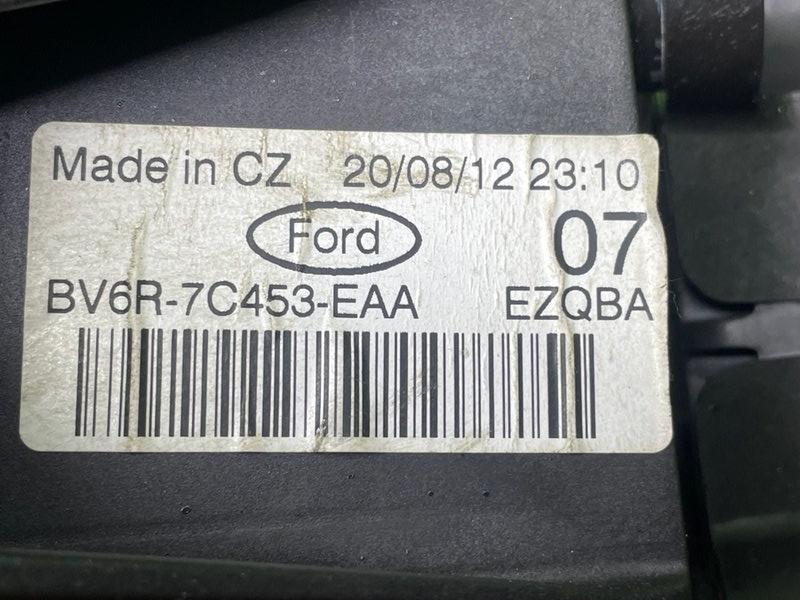 Made in CZ 20/08/12 23:10
Ford 07
BV6R-7C453-EAA EZQBA